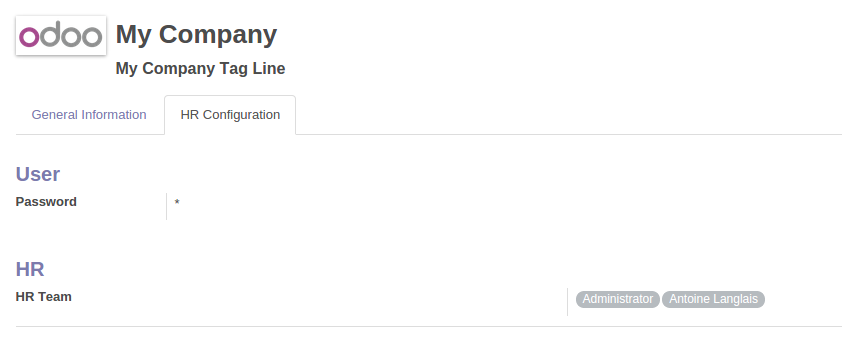 odoo
My Company
My Company Tag Line
General Information
HR Configuration
User
Password *
HR
HR Team Administrator Antoine Langlais